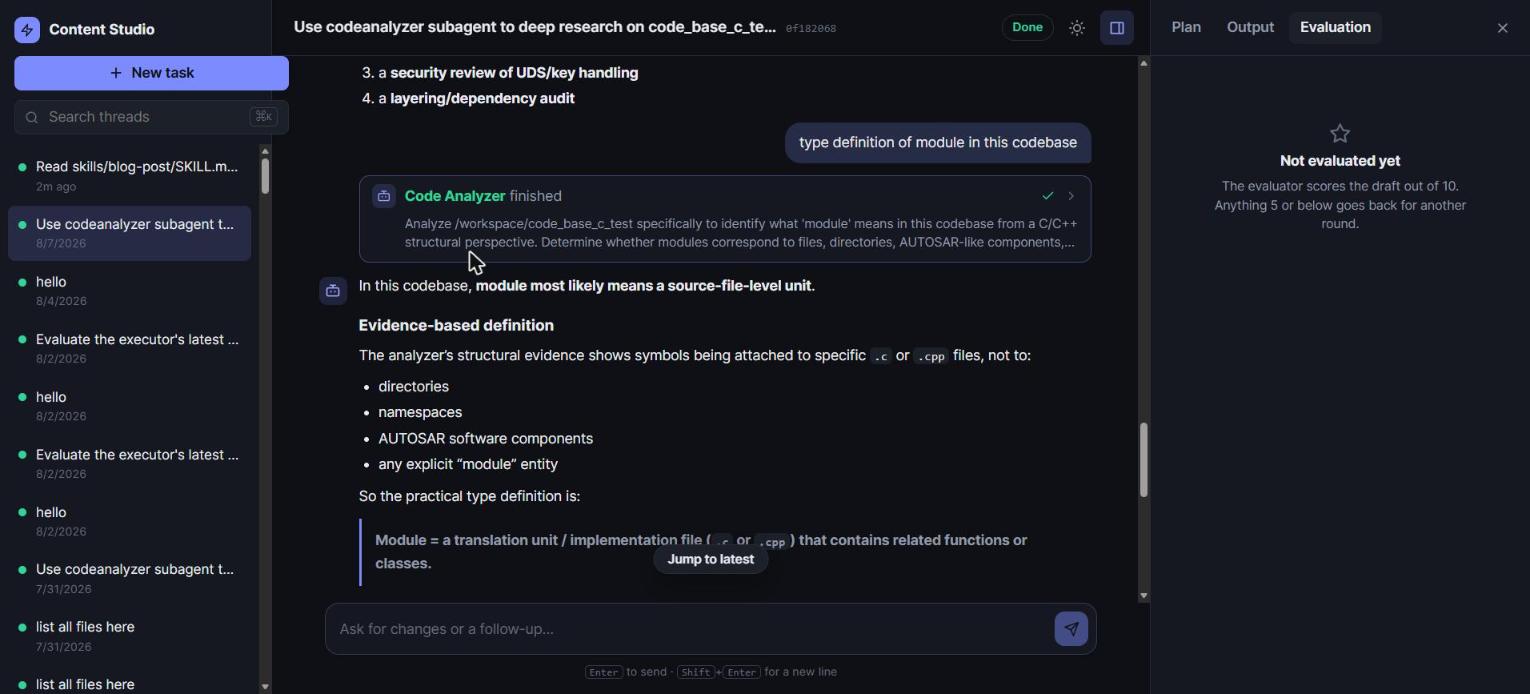 Content Studio
New task
Search threads
⌘K
Read skills/blog-post/SKILL.m...
2m ago
Use codeanalyzer subagent t...
8/7/2026
hello
8/4/2026
Evaluate the executor's latest ...
8/2/2026
hello
8/2/2026
Evaluate the executor's latest ...
8/2/2026
hello
8/2/2026
Use codeanalyzer subagent t...
7/31/2026
list all files here
7/31/2026
list all files here
Use codeanalyzer subagent to deep research on code_base_c_te... 0f182068
Done
3. a security review of UDS/key handling
4. a layering/dependency audit
type definition of module in this codebase
Code Analyzer finished
Analyze /workspace/code_base_c_test specifically to identify what 'module' means in this codebase from a C/C++
structural perspective. Determine whether modules correspond to files, directories, AUTOSAR-like components,...
In this codebase, module most likely means a source-file-level unit.
Evidence-based definition
The analyzer’s structural evidence shows symbols being attached to specific .c or .cpp files, not to:
• directories
• namespaces
• AUTOSAR software components
• any explicit “module” entity
So the practical type definition is:
Module = a translation unit / implementation file (.c or .cpp) that contains related functions or
classes.
Jump to latest
Ask for changes or a follow-up...
Enter to send · Shift+Enter for a new line
Plan
Output
Evaluation
Not evaluated yet
The evaluator scores the draft out of 10.
Anything 5 or below goes back for another
round.